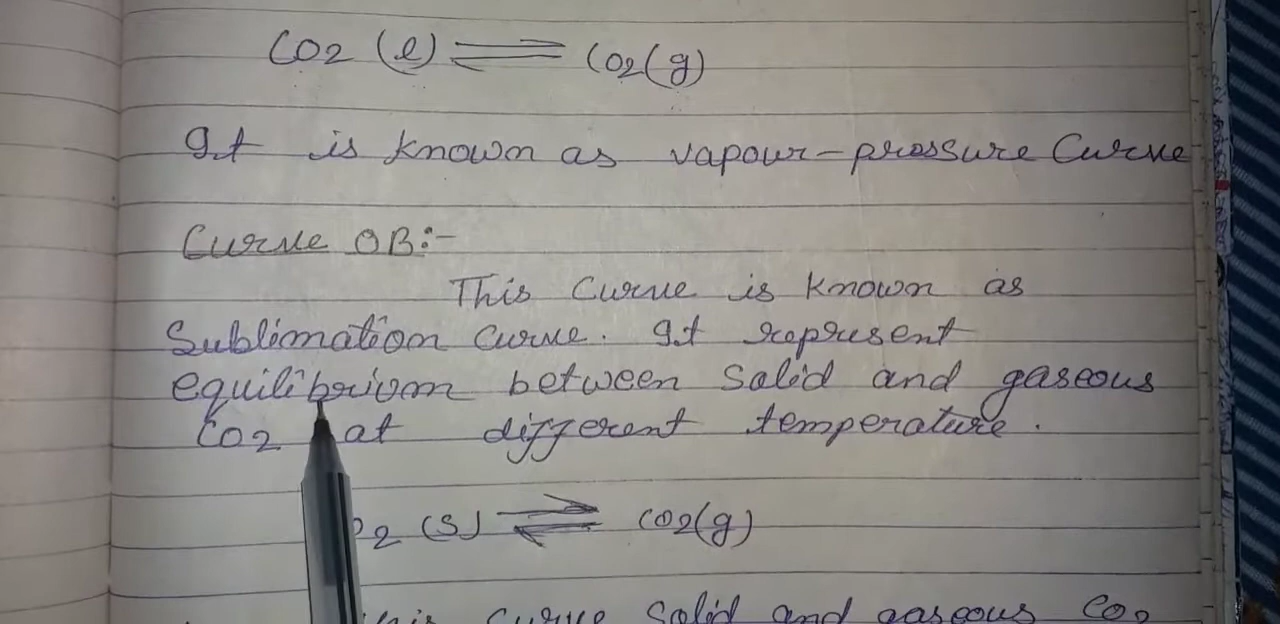 CO2 (l) ⇌ CO2(g)
It is known as vapour-pressure Curve
Curve OB:-
This Curve is known as
Sublimation Curve. It represent
equilibrium between Solid and gaseous
CO2 at different temperature.
2 (s) ⇌ CO2(g)
curve Solid and gaseous CO2